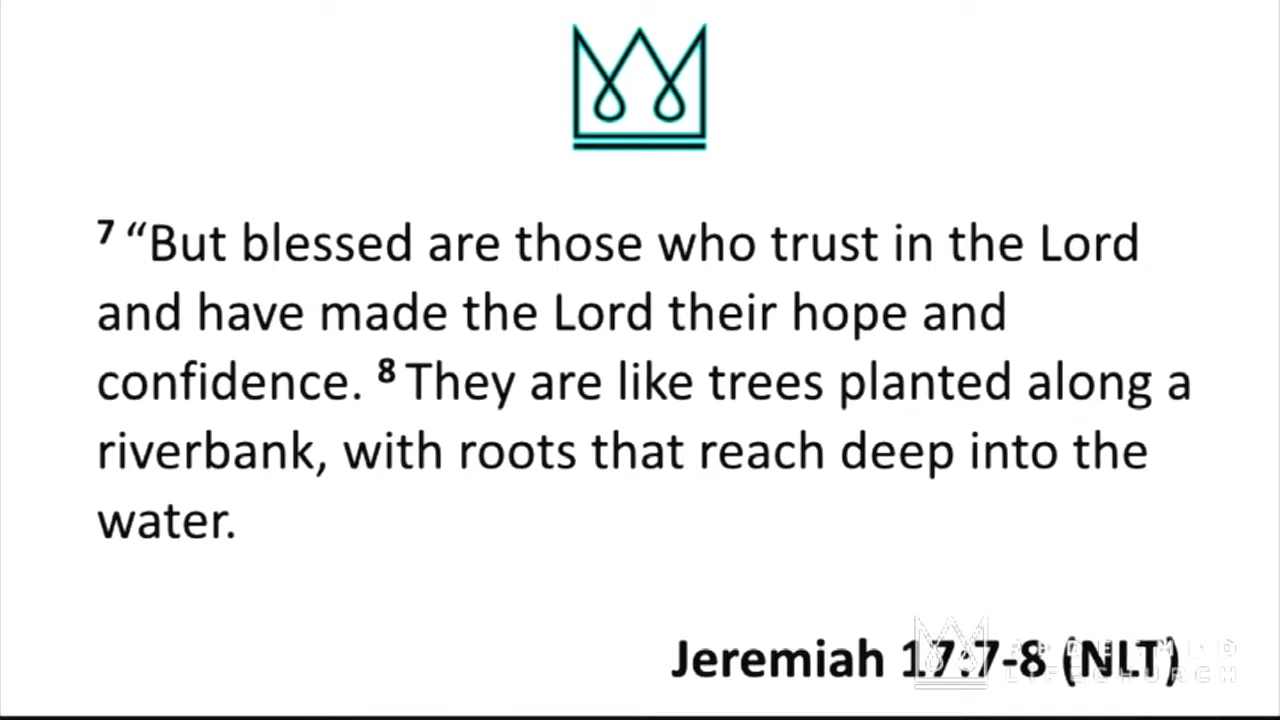 7 “But blessed are those who trust in the Lord
and have made the Lord their hope and
confidence. 8 They are like trees planted along a
riverbank, with roots that reach deep into the
water.
Jeremiah 17:7-8 (NLT)
LIFECHURCH